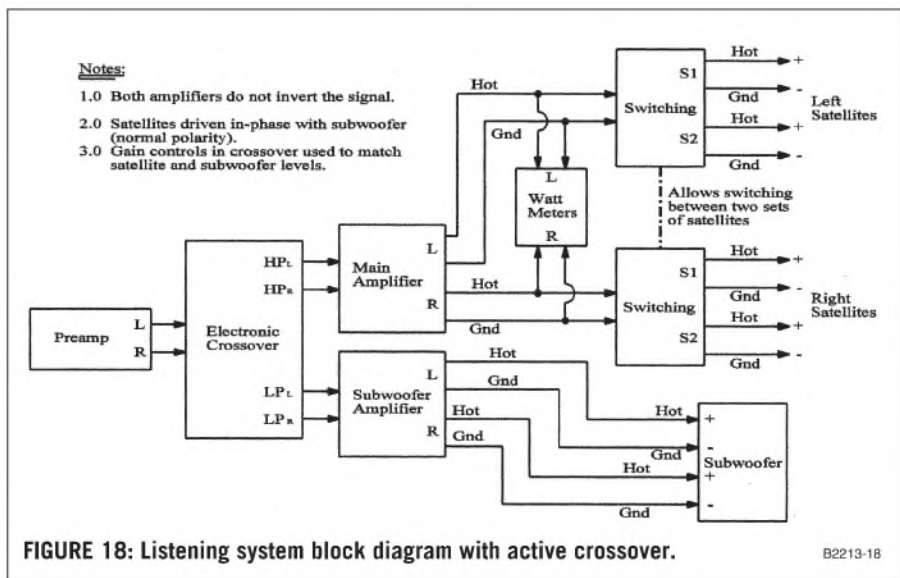 Notes:
1.0 Both amplifiers do not invert the signal.
2.0 Satellites driven in-phase with subwoofer
(normal polarity).
3.0 Gain controls in crossover used to match
satellite and subwoofer levels.
Preamp
L
R
Electronic
Crossover
HPL
HPR
LPL
LPR
Main
Amplifier
L
R
Hot
Gnd
Hot
Gnd
Subwoofer
Amplifier
L
R
Hot
Gnd
Hot
Gnd
L
Watt
Meters
R
Switching
S1
S2
Hot
+
Gnd
-
Hot
+
Gnd
-
Left
Satellites
Allows switching
between two sets
of satellites
Switching
S1
S2
Hot
+
Gnd
-
Hot
+
Gnd
-
Right
Satellites
Hot
+
Gnd
-
Hot
+
Gnd
-
Subwoofer
FIGURE 18: Listening system block diagram with active crossover.
B2213-18